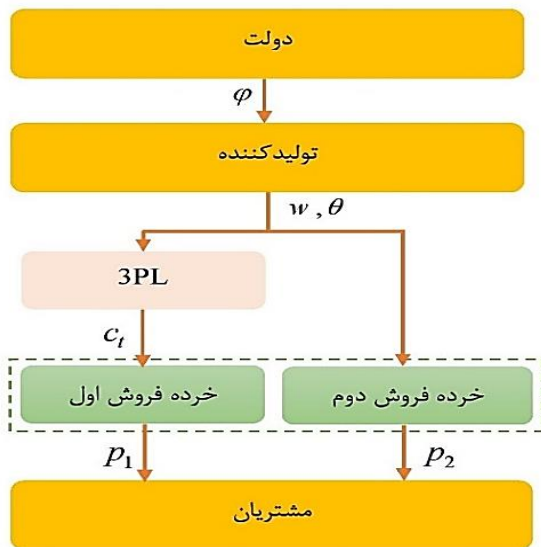 دولت
φ
تولیدکننده
w , θ
3PL
c_t
خرده فروش اول
خرده فروش دوم
p_1
p_2
مشتریان